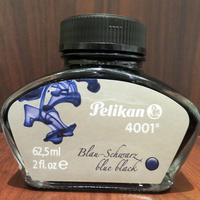 Pelikan
4001®
62,5 ml
2 fl. oz ℮
Blau-Schwarz
blue black